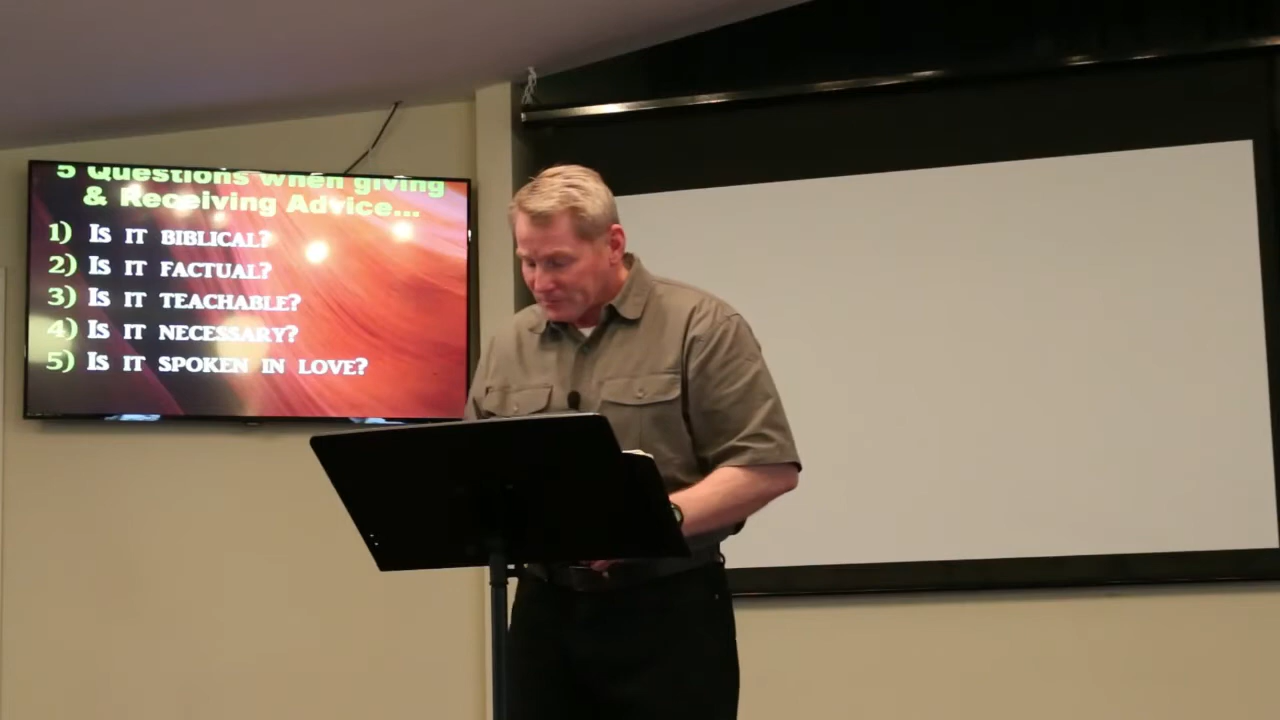 5 Questions when giving
& Receiving Advice...
1) Is it biblical?
2) Is it factual?
3) Is it teachable?
4) Is it necessary?
5) Is it spoken in love?